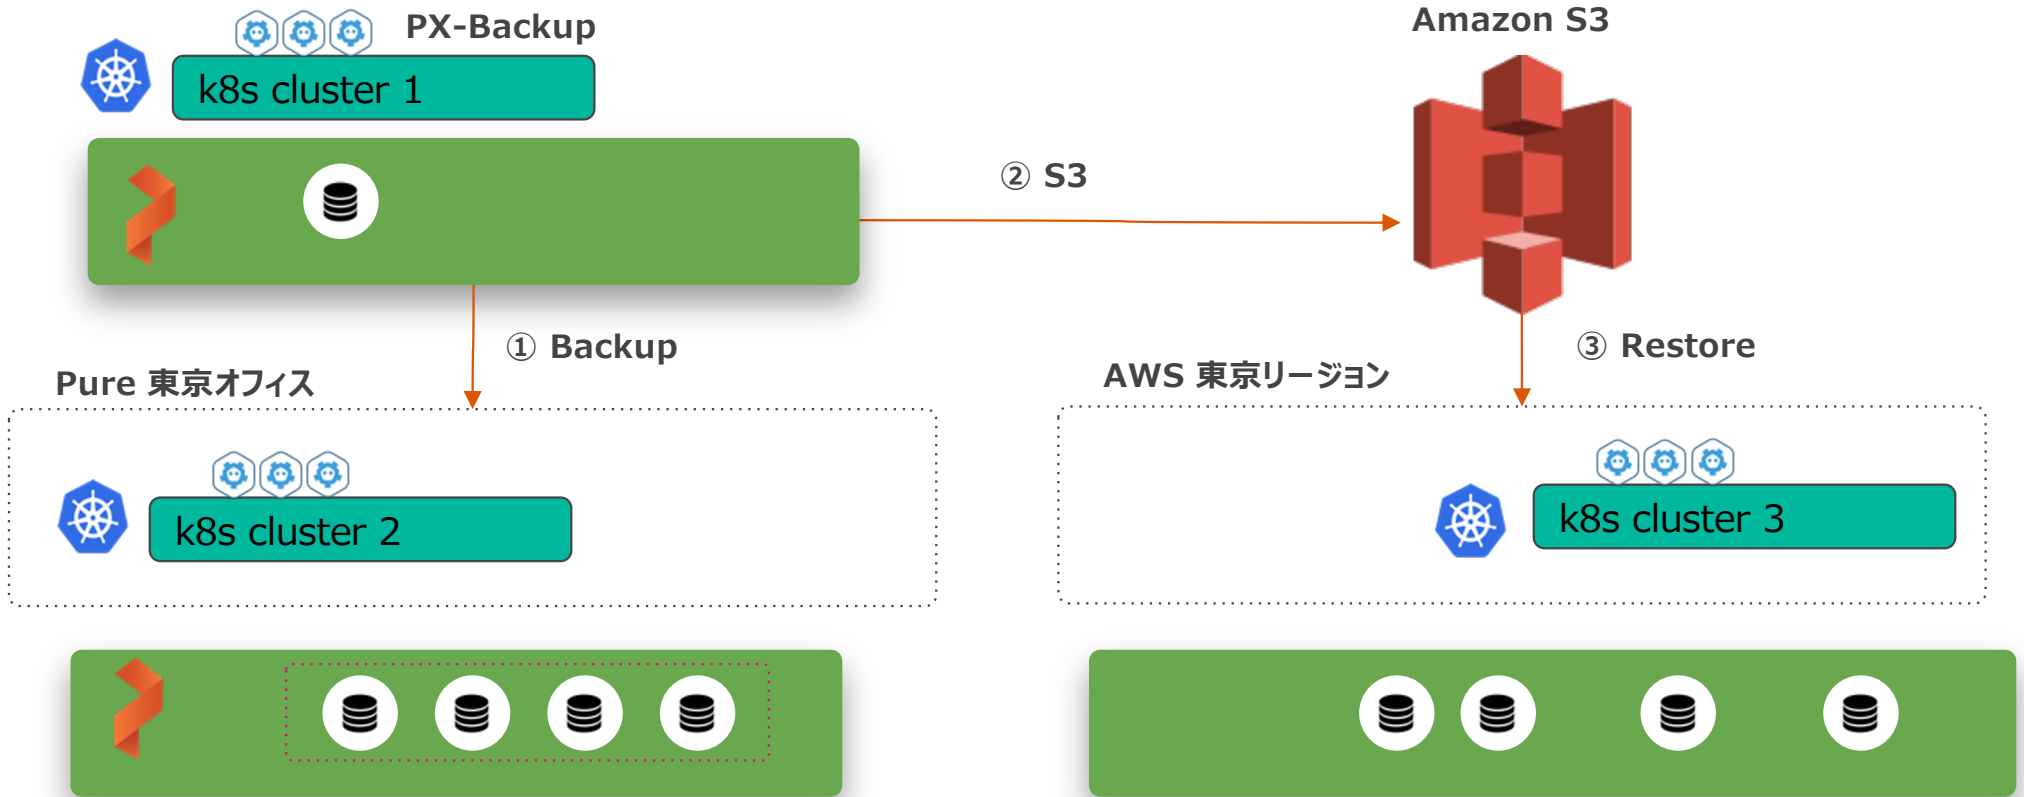 PX-Backup
Amazon S3
k8s cluster 1
② S3
① Backup
③ Restore
Pure 東京オフィス
AWS 東京リージョン
k8s cluster 2
k8s cluster 3